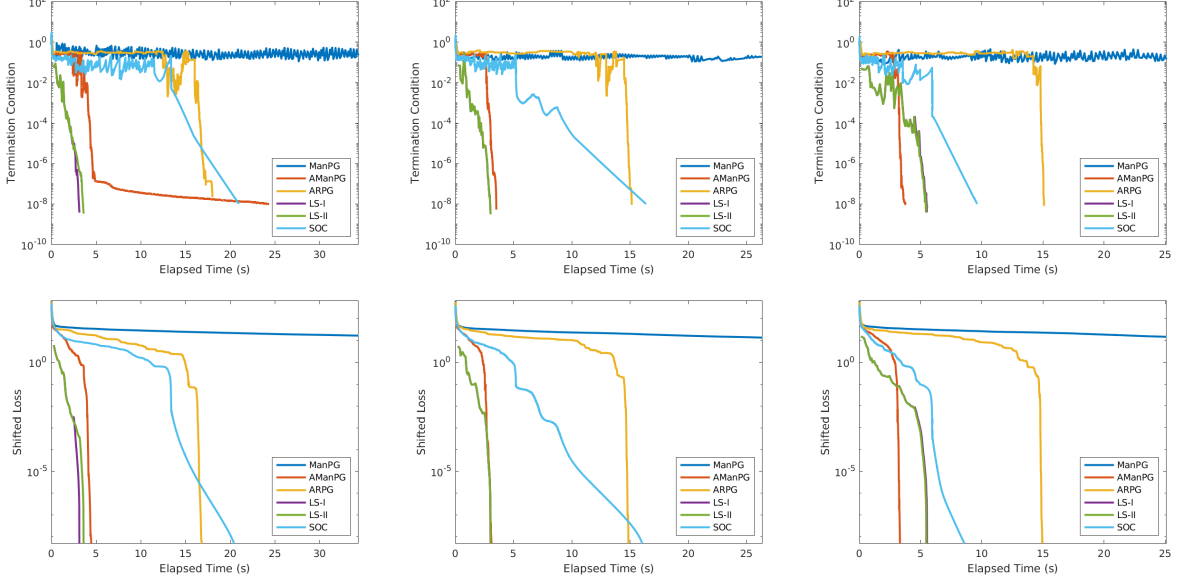 10^2
10^0
10^-2
10^-4
10^-6
10^-8
10^-10
Termination Condition
0 5 10 15 20 25 30
Elapsed Time (s)
ManPG
AManPG
ARPG
LS-I
LS-II
SOC
10^2
10^0
10^-2
10^-4
10^-6
10^-8
10^-10
Termination Condition
0 5 10 15 20 25
Elapsed Time (s)
ManPG
AManPG
ARPG
LS-I
LS-II
SOC
10^2
10^0
10^-2
10^-4
10^-6
10^-8
10^-10
Termination Condition
0 5 10 15 20 25
Elapsed Time (s)
ManPG
AManPG
ARPG
LS-I
LS-II
SOC
10^0
10^-5
Shifted Loss
0 5 10 15 20 25 30
Elapsed Time (s)
ManPG
AManPG
ARPG
LS-I
LS-II
SOC
10^0
10^-5
Shifted Loss
0 5 10 15 20 25
Elapsed Time (s)
ManPG
AManPG
ARPG
LS-I
LS-II
SOC
10^0
10^-5
Shifted Loss
0 5 10 15 20 25
Elapsed Time (s)
ManPG
AManPG
ARPG
LS-I
LS-II
SOC